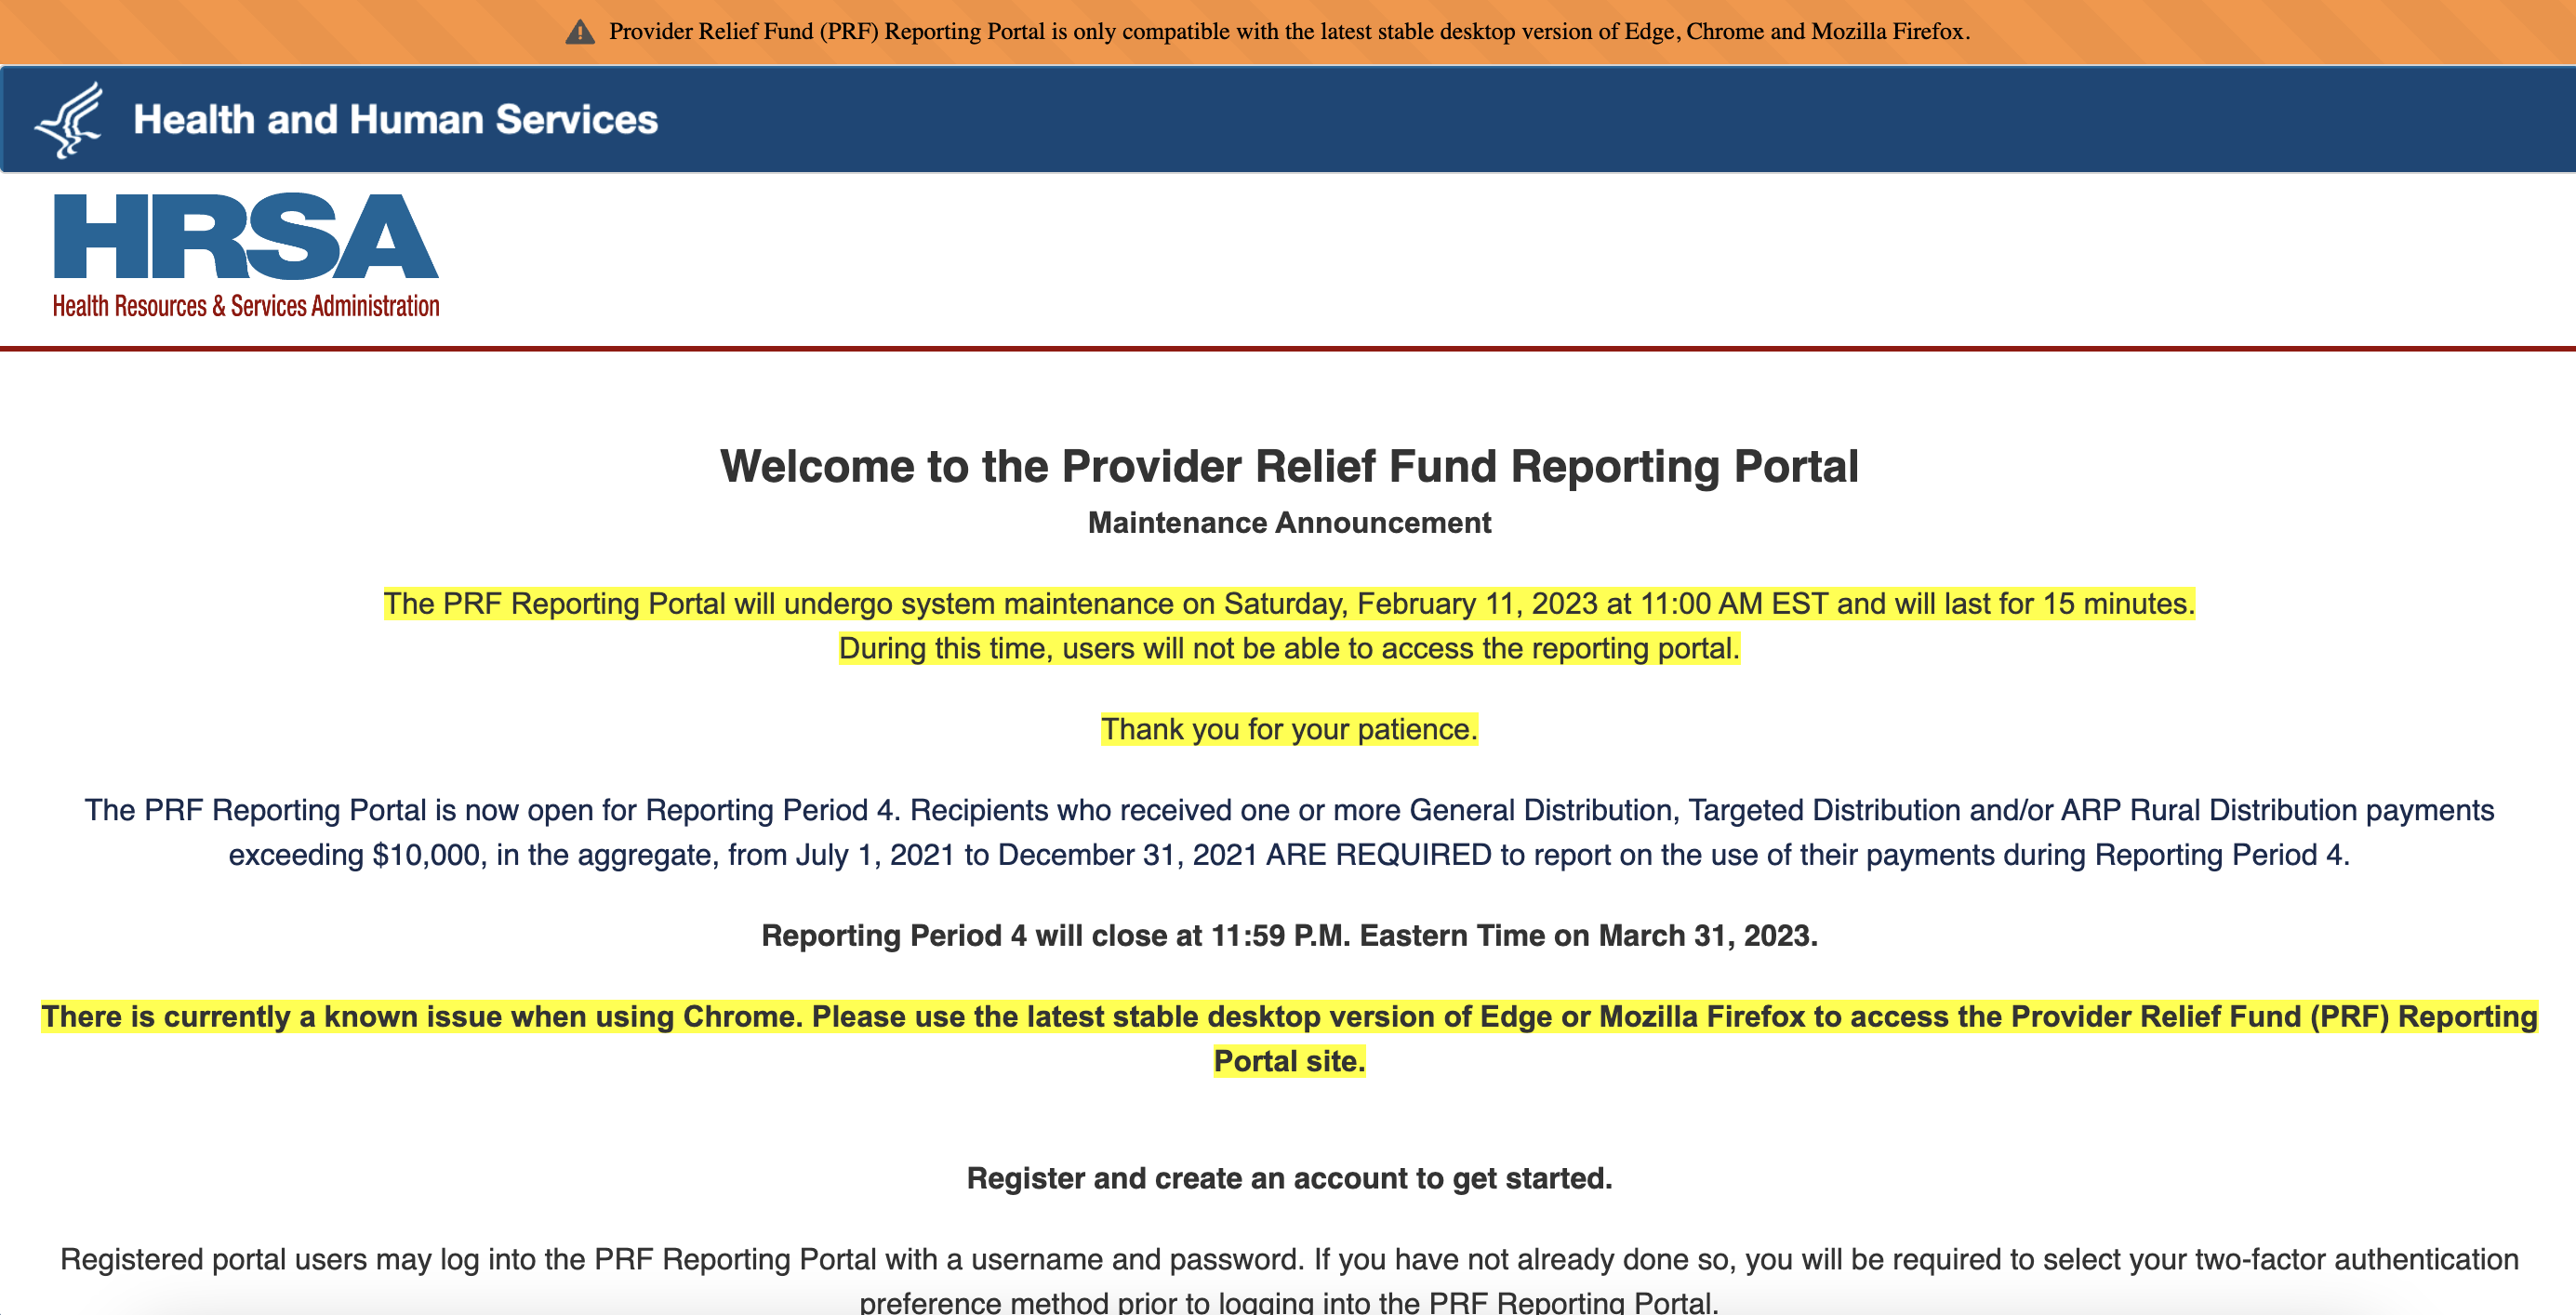 Provider Relief Fund (PRF) Reporting Portal is only compatible with the latest stable desktop version of Edge, Chrome and Mozilla Firefox.
Health and Human Services
HRSA
Health Resources & Services Administration
Welcome to the Provider Relief Fund Reporting Portal
Maintenance Announcement
The PRF Reporting Portal will undergo system maintenance on Saturday, February 11, 2023 at 11:00 AM EST and will last for 15 minutes.
During this time, users will not be able to access the reporting portal.
Thank you for your patience.
The PRF Reporting Portal is now open for Reporting Period 4. Recipients who received one or more General Distribution, Targeted Distribution and/or ARP Rural Distribution payments
exceeding $10,000, in the aggregate, from July 1, 2021 to December 31, 2021 ARE REQUIRED to report on the use of their payments during Reporting Period 4.
Reporting Period 4 will close at 11:59 P.M. Eastern Time on March 31, 2023.
There is currently a known issue when using Chrome. Please use the latest stable desktop version of Edge or Mozilla Firefox to access the Provider Relief Fund (PRF) Reporting
Portal site.
Register and create an account to get started.
Registered portal users may log into the PRF Reporting Portal with a username and password. If you have not already done so, you will be required to select your two-factor authentication
preference method prior to logging into the PRF Reporting Portal.